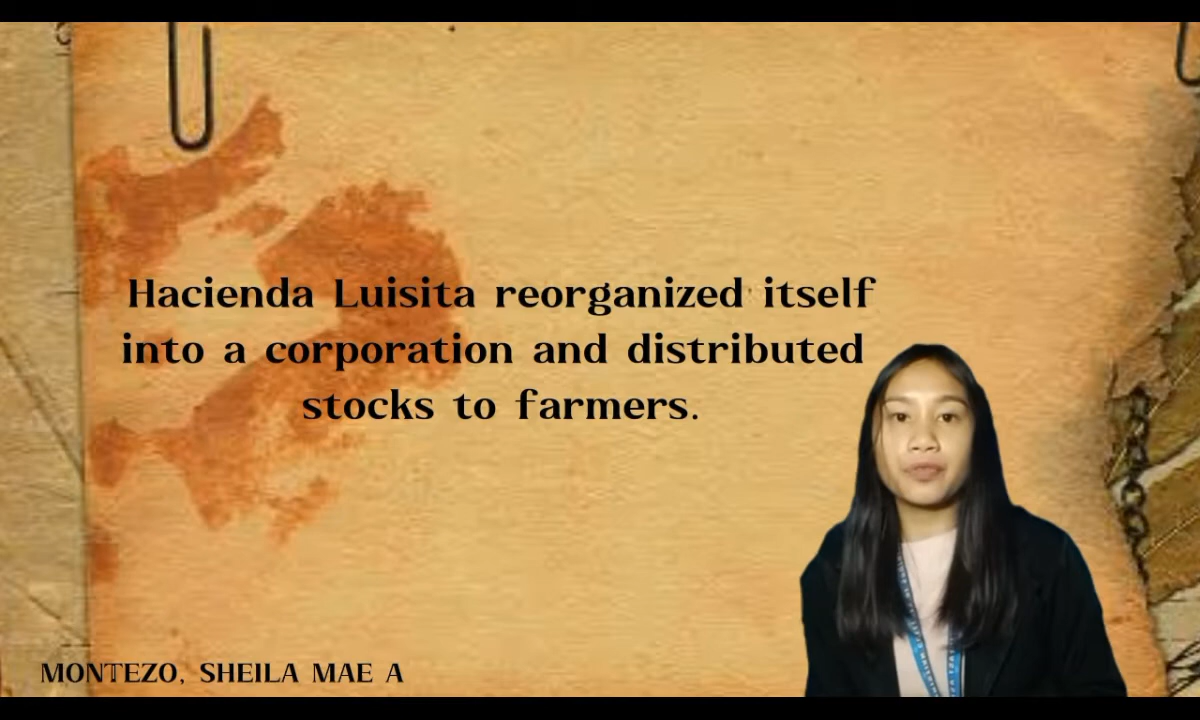 Hacienda Luisita reorganized itself
into a corporation and distributed
stocks to farmers.
MONTEZO, SHEILA MAE A